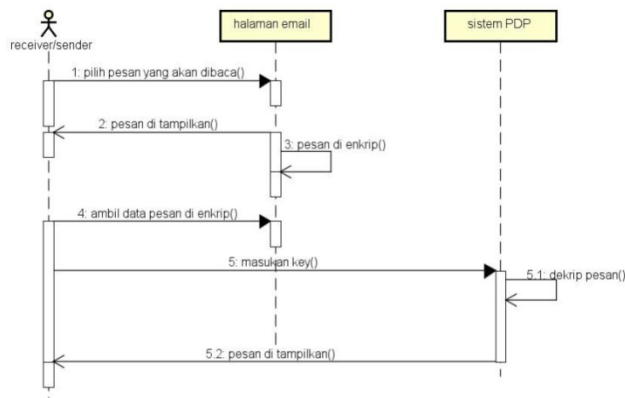 receiver/sender
halaman email
sistem PDP
1: pilih pesan yang akan dibaca()
2: pesan di tampilkan()
3: pesan di enkrip()
4: ambil data pesan di enkrip()
5: masukan key()
5.1: dekrip pesan()
5.2: pesan di tampilkan()